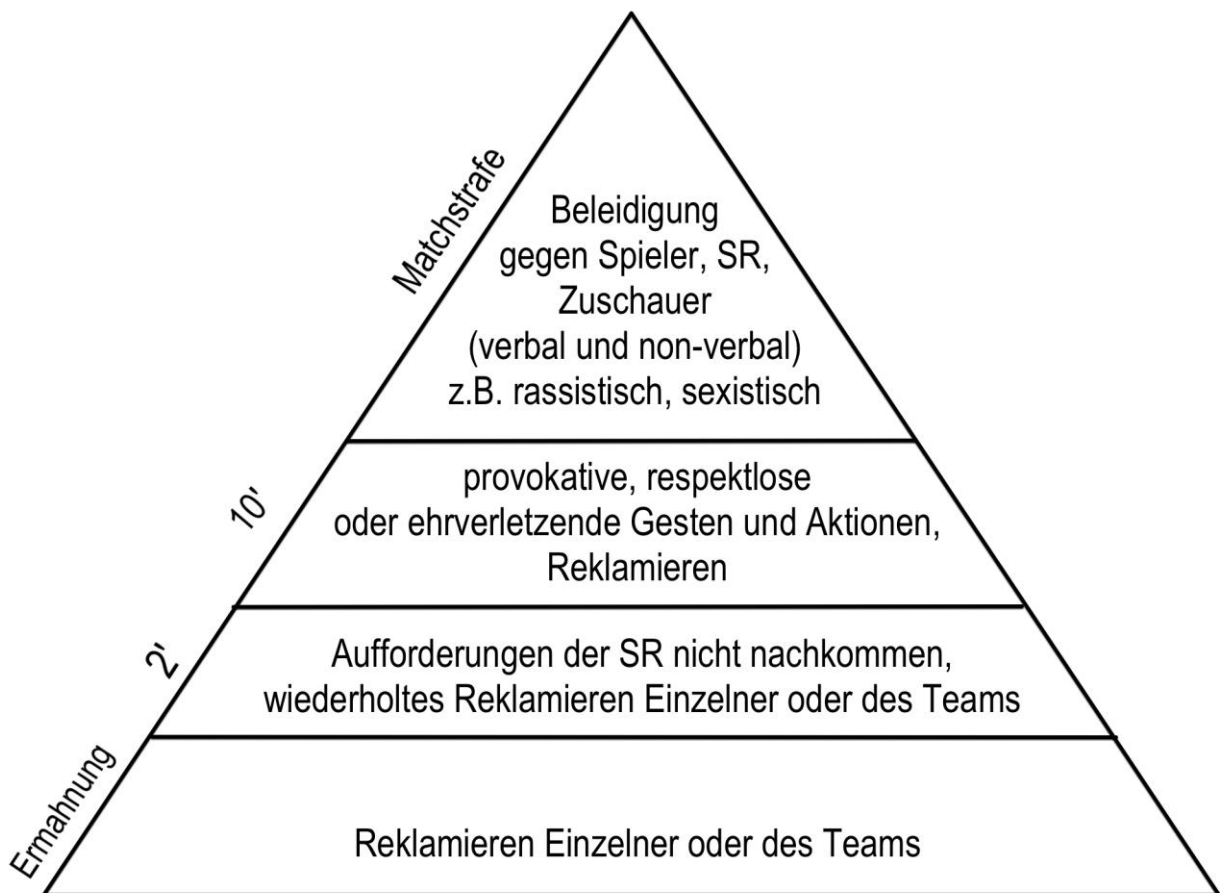 Matchstrafe
Beleidigung
gegen Spieler, SR,
Zuschauer
(verbal und non-verbal)
z.B. rassistisch, sexistisch
10'
provokative, respektlose
oder ehrverletzende Gesten und Aktionen,
Reklamieren
2'
Aufforderungen der SR nicht nachkommen,
wiederholtes Reklamieren Einzelner oder des Teams
Ermahnung
Reklamieren Einzelner oder des Teams